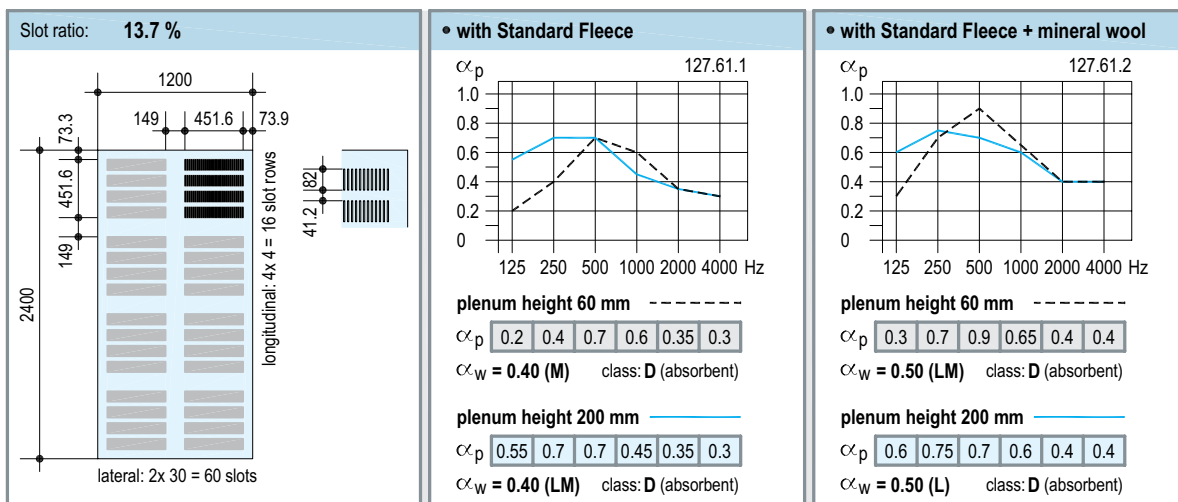 Slot ratio: 13.7 %
1200
149 451.6 73.9
73.3
451.6
149
2400
longitudinal: 4x 4 = 16 slot rows
82
41.2
lateral: 2x 30 = 60 slots
• with Standard Fleece
αp 127.61.1
1.0
0.8
0.6
0.4
0.2
0
125 250 500 1000 2000 4000 Hz
plenum height 60 mm
αp 0.2 0.4 0.7 0.6 0.35 0.3
αw = 0.40 (M) class: D (absorbent)
plenum height 200 mm
αp 0.55 0.7 0.7 0.45 0.35 0.3
αw = 0.40 (LM) class: D (absorbent)
• with Standard Fleece + mineral wool
αp 127.61.2
1.0
0.8
0.6
0.4
0.2
0
125 250 500 1000 2000 4000 Hz
plenum height 60 mm
αp 0.3 0.7 0.9 0.65 0.4 0.4
αw = 0.50 (LM) class: D (absorbent)
plenum height 200 mm
αp 0.6 0.75 0.7 0.6 0.4 0.4
αw = 0.50 (L) class: D (absorbent)